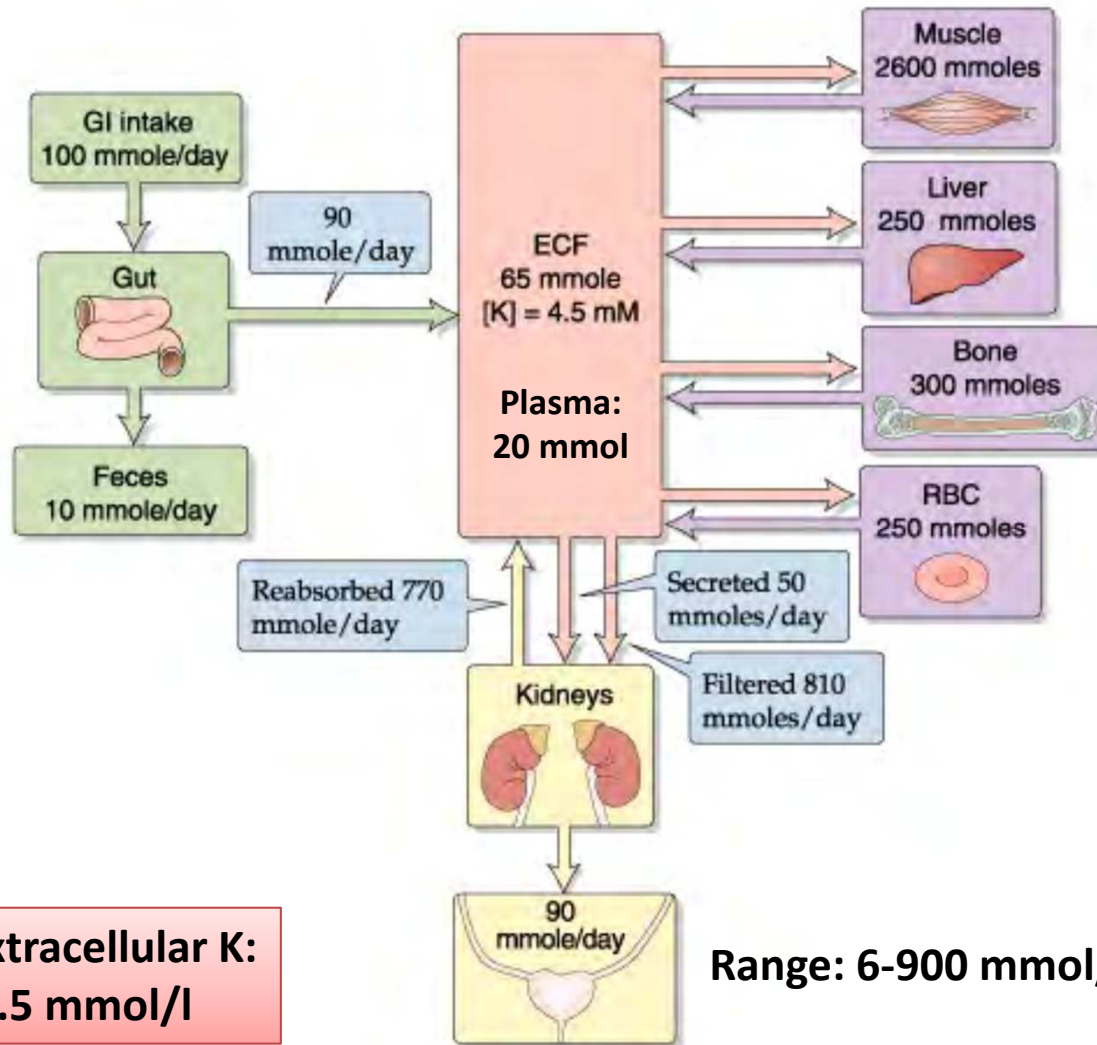 GI intake
100 mmole/day
Gut
Feces
10 mmole/day
90
mmole/day
ECF
65 mmole
[K] = 4.5 mM
Plasma:
20 mmol
Muscle
2600 mmoles
Liver
250 mmoles
Bone
300 mmoles
RBC
250 mmoles
Reabsorbed 770
mmole/day
Secreted 50
mmoles/day
Filtered 810
mmoles/day
Kidneys
90
mmole/day
xtracellular K:
.5 mmol/l
Range: 6-900 mmol/